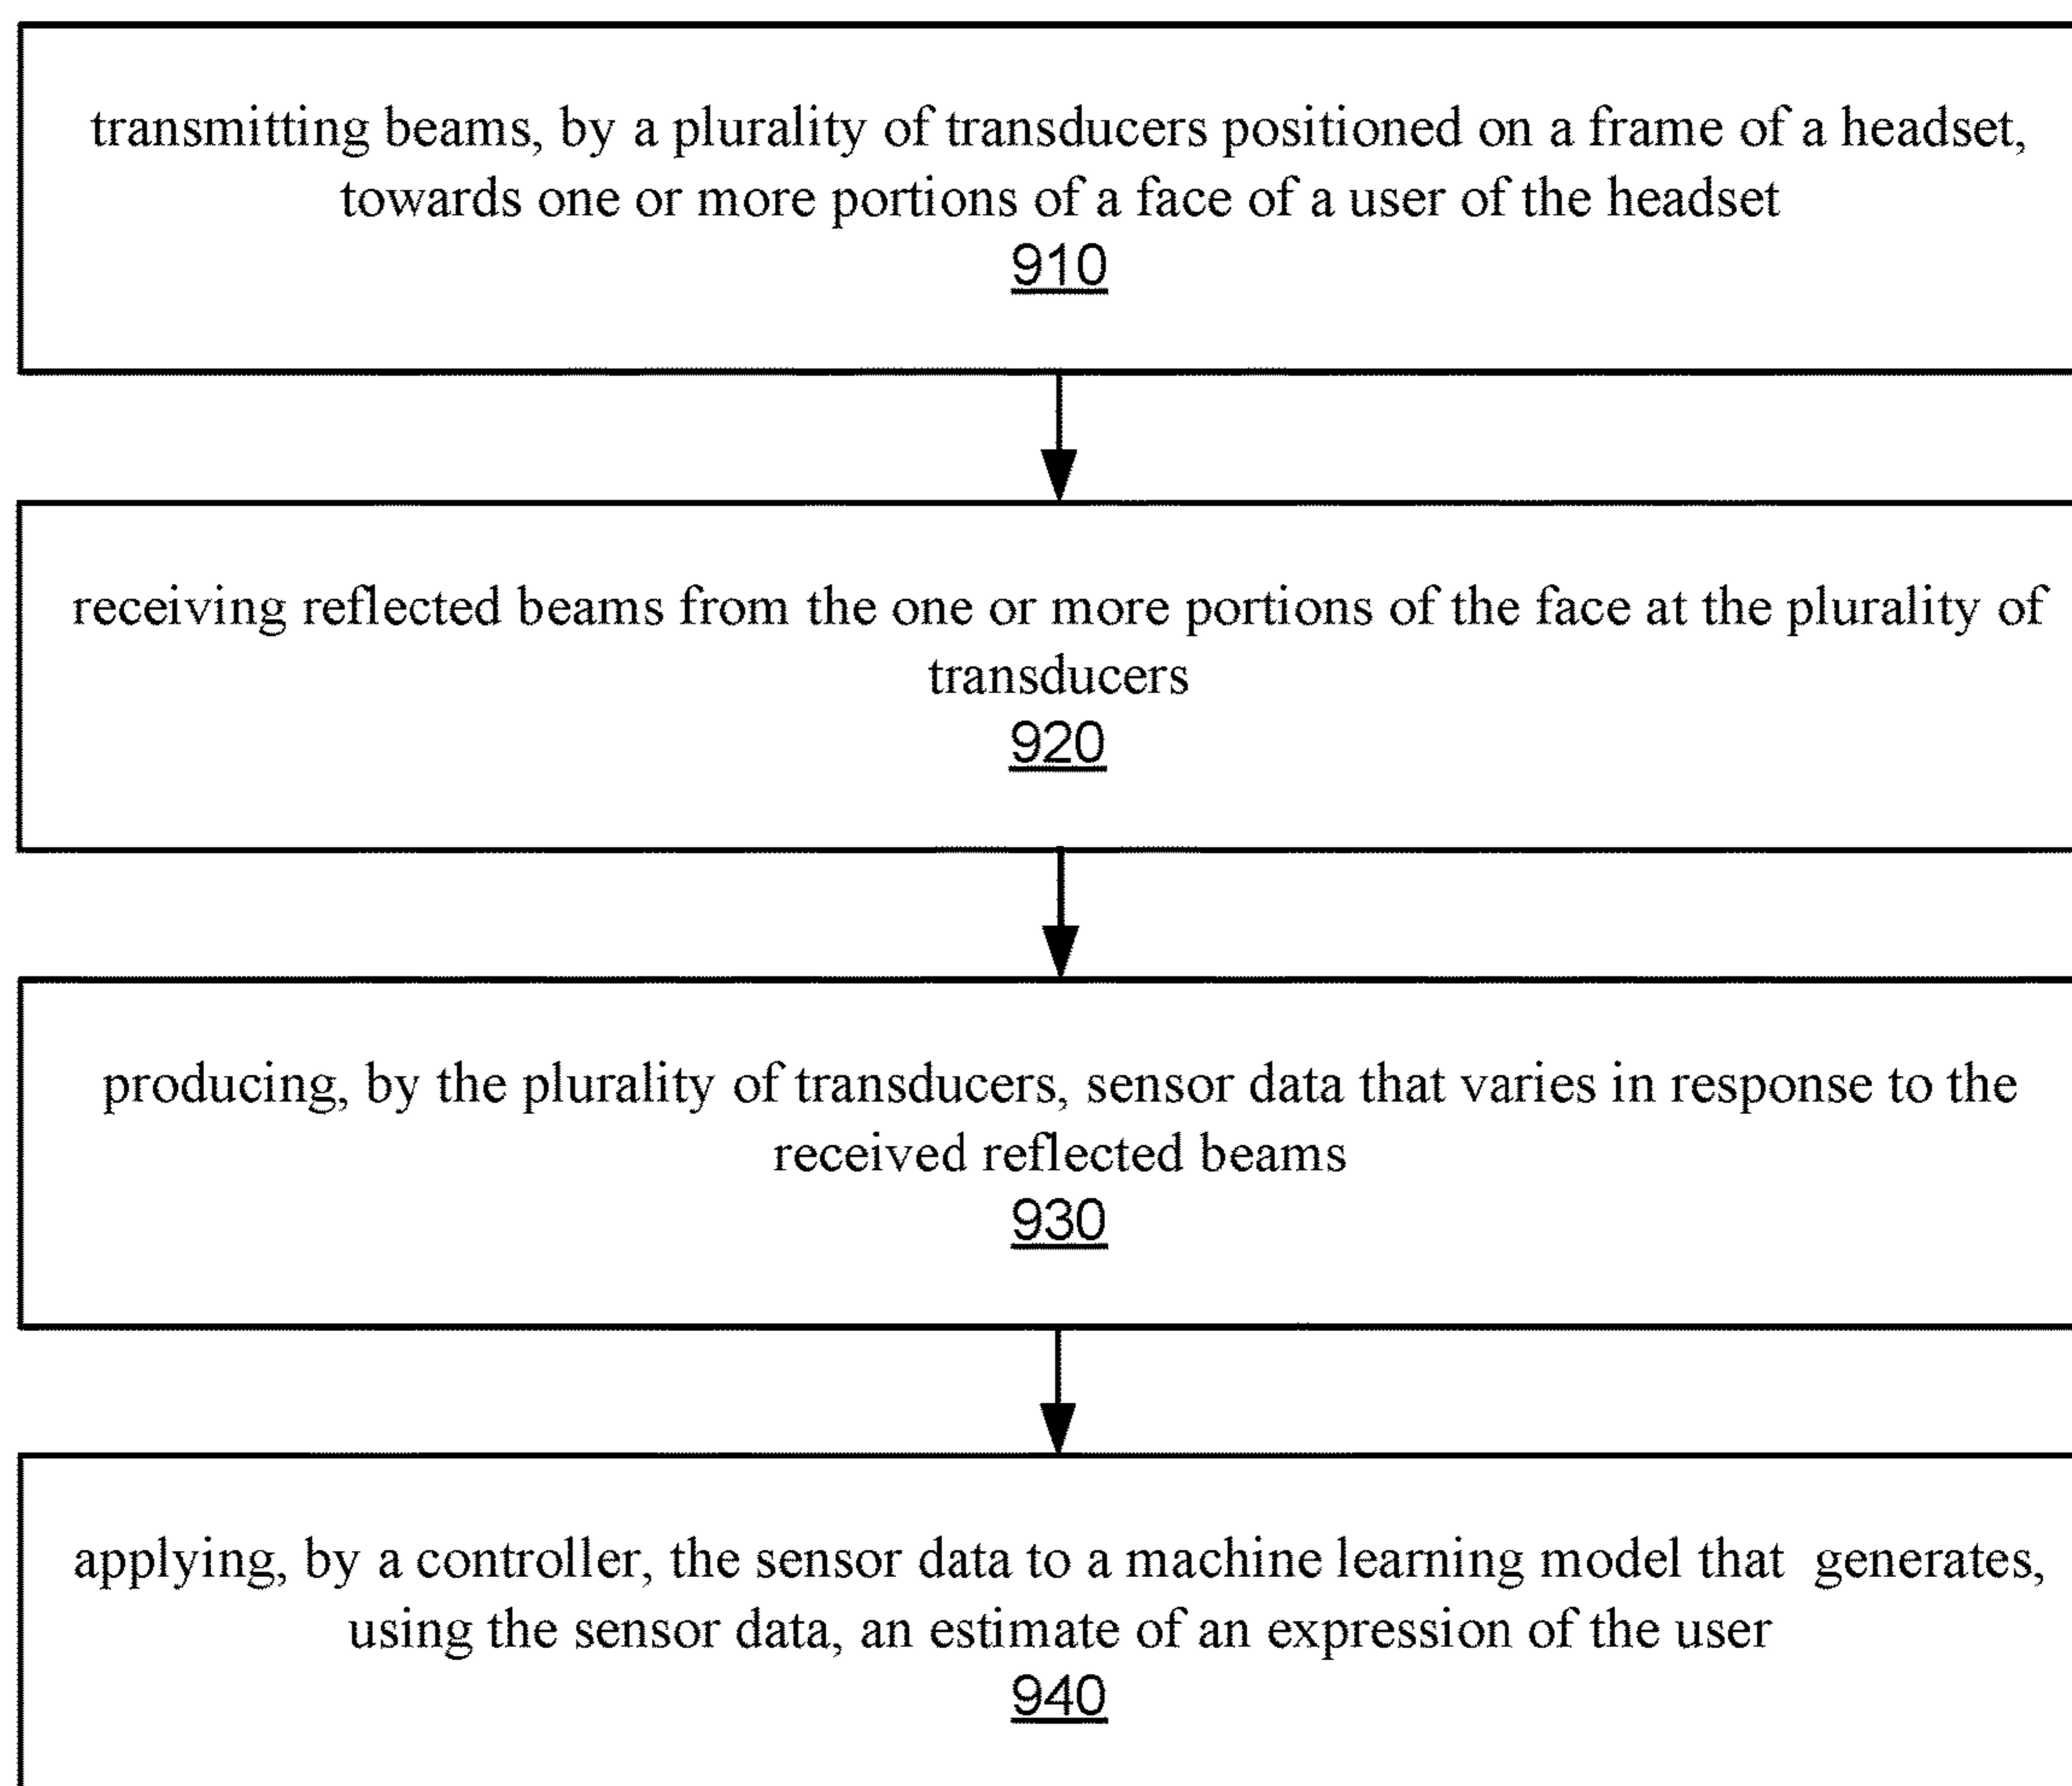 transmitting beams, by a plurality of transducers positioned on a frame of a headset,
towards one or more portions of a face of a user of the headset
910
receiving reflected beams from the one or more portions of the face at the plurality of
transducers
920
producing, by the plurality of transducers, sensor data that varies in response to the
received reflected beams
930
applying, by a controller, the sensor data to a machine learning model that generates,
using the sensor data, an estimate of an expression of the user
940